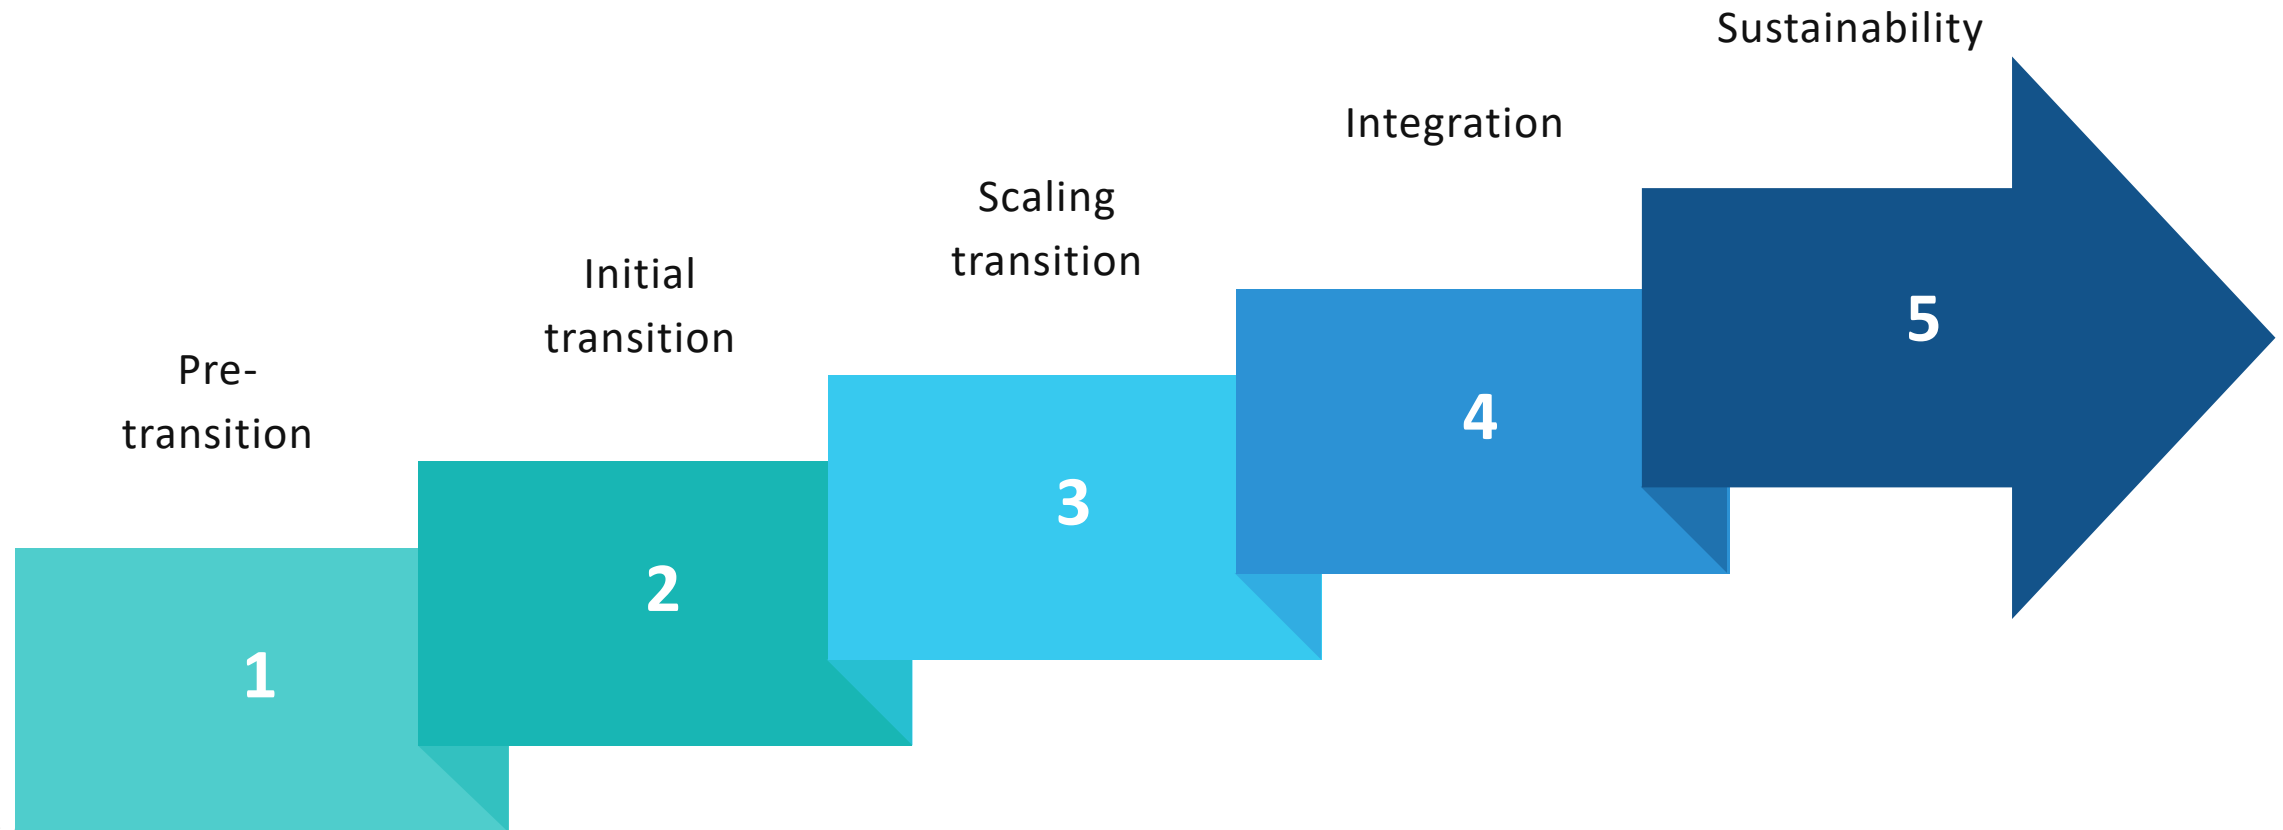 Pre-
transition
1
Initial
transition
2
Scaling
transition
3
Integration
4
Sustainability
5